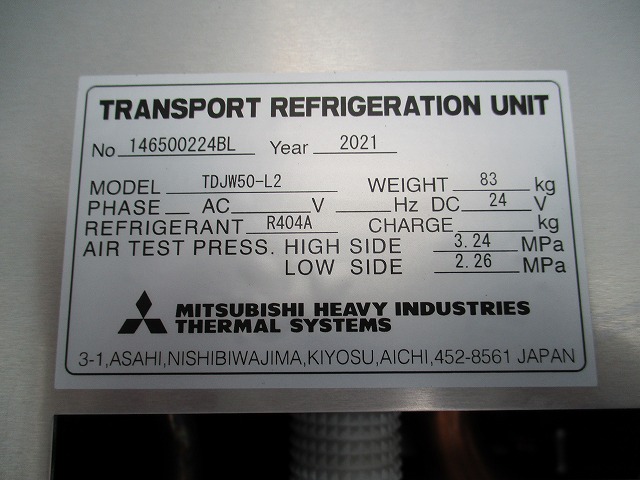 TRANSPORT REFRIGERATION UNIT
No 146500224BL Year 2021
MODEL TDJW50-L2 WEIGHT 83 kg
PHASE AC V Hz DC 24 V
REFRIGERANT R404A CHARGE kg
AIR TEST PRESS. HIGH SIDE 3.24 MPa
LOW SIDE 2.26 MPa
MITSUBISHI HEAVY INDUSTRIES
THERMAL SYSTEMS
3-1,ASAHI,NISHIBIWAJIMA,KIYOSU,AICHI,452-8561 JAPAN